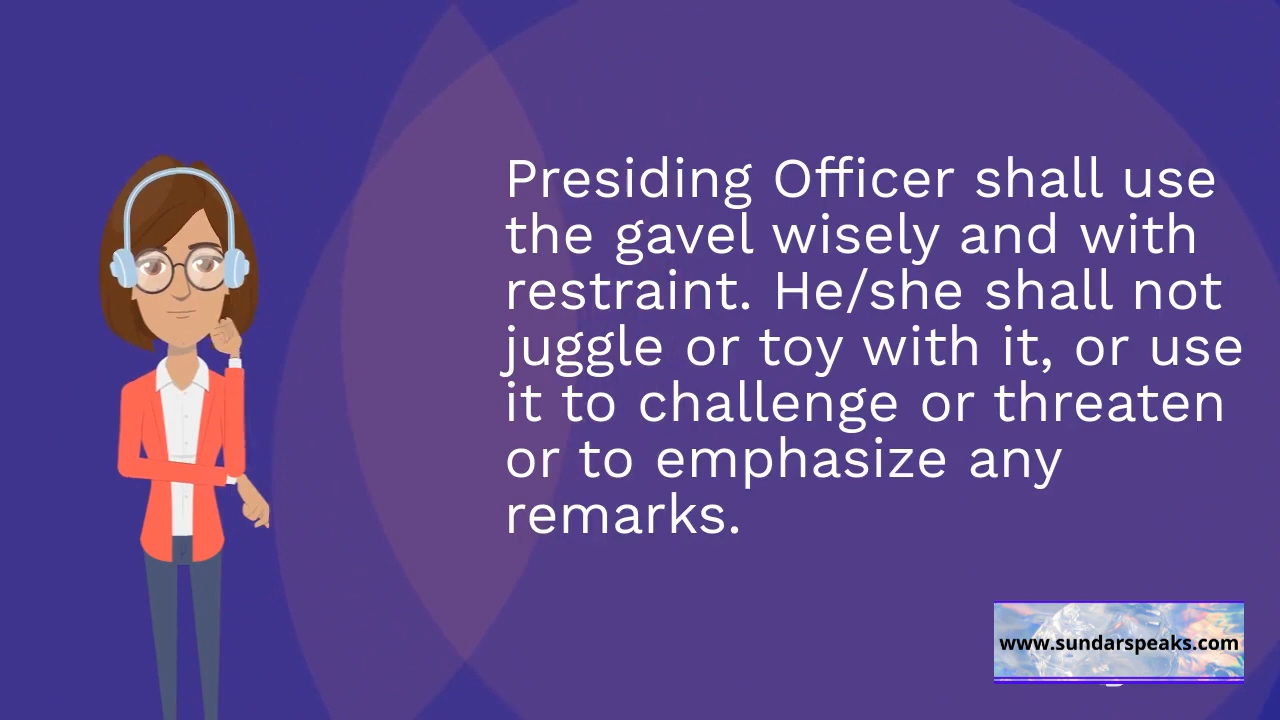 Presiding Officer shall use
the gavel wisely and with
restraint. He/she shall not
juggle or toy with it, or use
it to challenge or threaten
or to emphasize any
remarks.
www.sundarspeaks.com